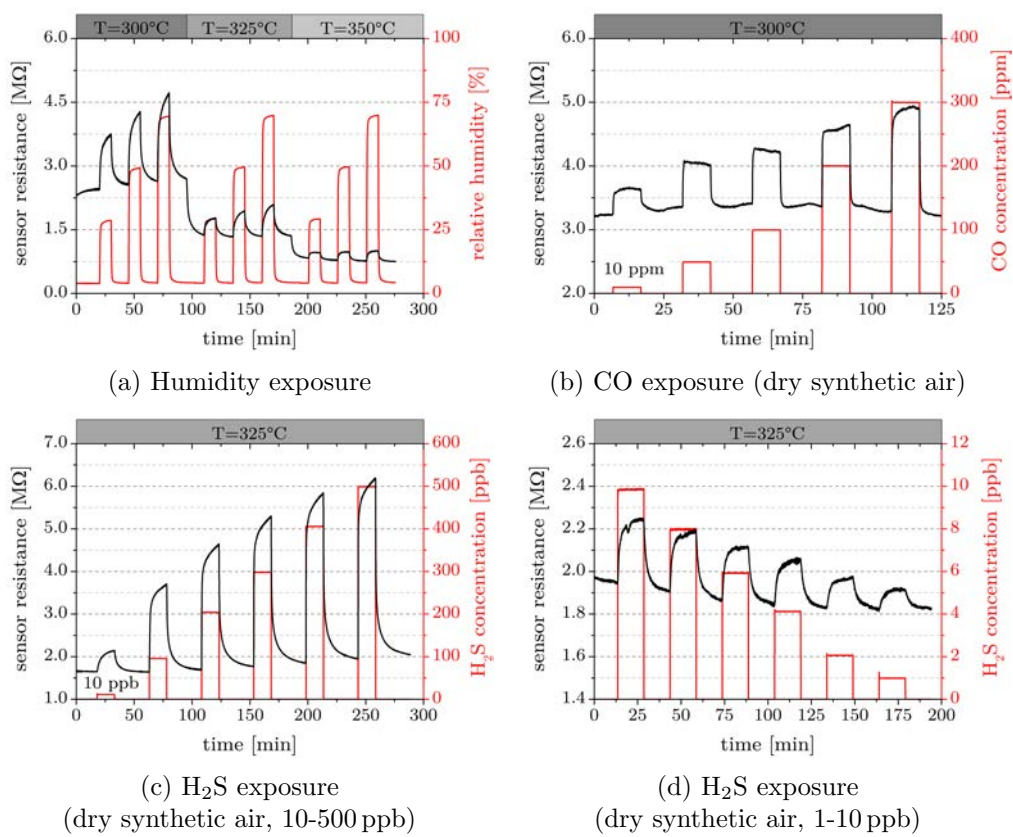 T=300°C T=325°C T=350°C
6.0 4.5 3.0 1.5 0.0
sensor resistance [MΩ]
100 75 50 25 0
relative humidity [%]
0 50 100 150 200 250 300
time [min]
(a) Humidity exposure
T=300°C
6.0 5.0 4.0 3.0 2.0
sensor resistance [MΩ]
10 ppm
400 300 200 100 0
CO concentration [ppm]
0 25 50 75 100 125
time [min]
(b) CO exposure (dry synthetic air)
T=325°C
7.0 6.0 5.0 4.0 3.0 2.0 1.0
sensor resistance [MΩ]
10 ppb
600 500 400 300 200 100 0
H₂S concentration [ppb]
0 50 100 150 200 250 300
time [min]
(c) H₂S exposure
(dry synthetic air, 10-500 ppb)
T=325°C
2.6 2.4 2.2 2.0 1.8 1.6 1.4
sensor resistance [MΩ]
12 10 8 6 4 2 0
H₂S concentration [ppb]
0 25 50 75 100 125 150 175 200
time [min]
(d) H₂S exposure
(dry synthetic air, 1-10 ppb)